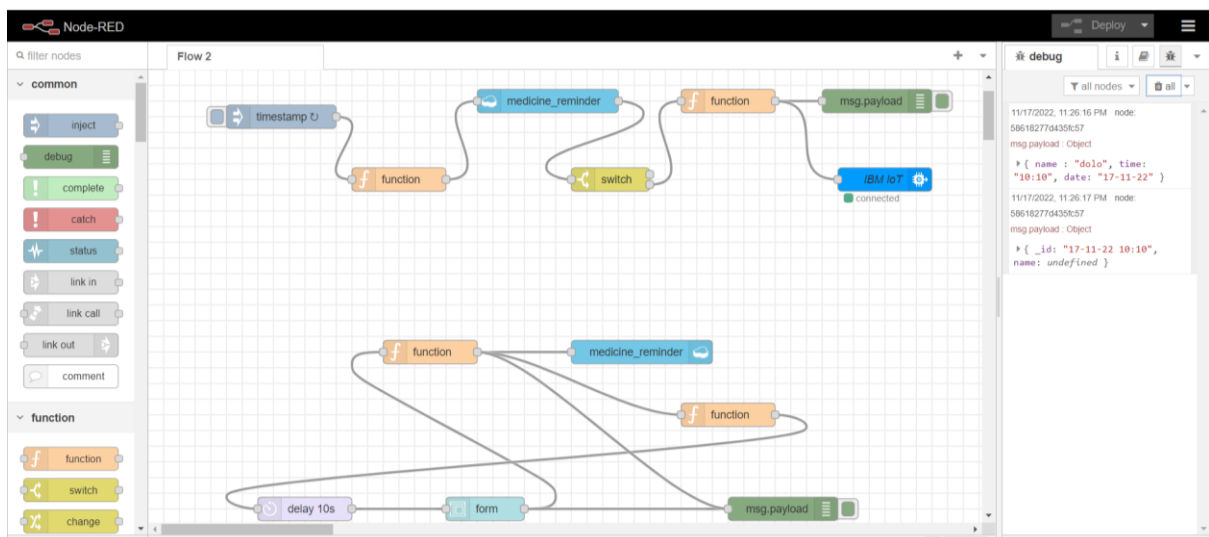 Node-RED
Deploy
filter nodes
Flow 2
debug
i
common
all nodes
all
inject
debug
complete
catch
status
link in
link call
link out
comment
function
function
switch
change
timestamp ↻
function
medicine_reminder
switch
function
msg.payload
IBM IoT
connected
function
medicine_reminder
function
delay 10s
form
msg.payload
11/17/2022, 11:26:16 PM node:
58618277d435fc57
msg.payload : Object
{ name : "dolo", time:
"10:10", date: "17-11-22" }
11/17/2022, 11:26:17 PM node:
58618277d435fc57
msg.payload : Object
{ _id: "17-11-22 10:10",
name: undefined }